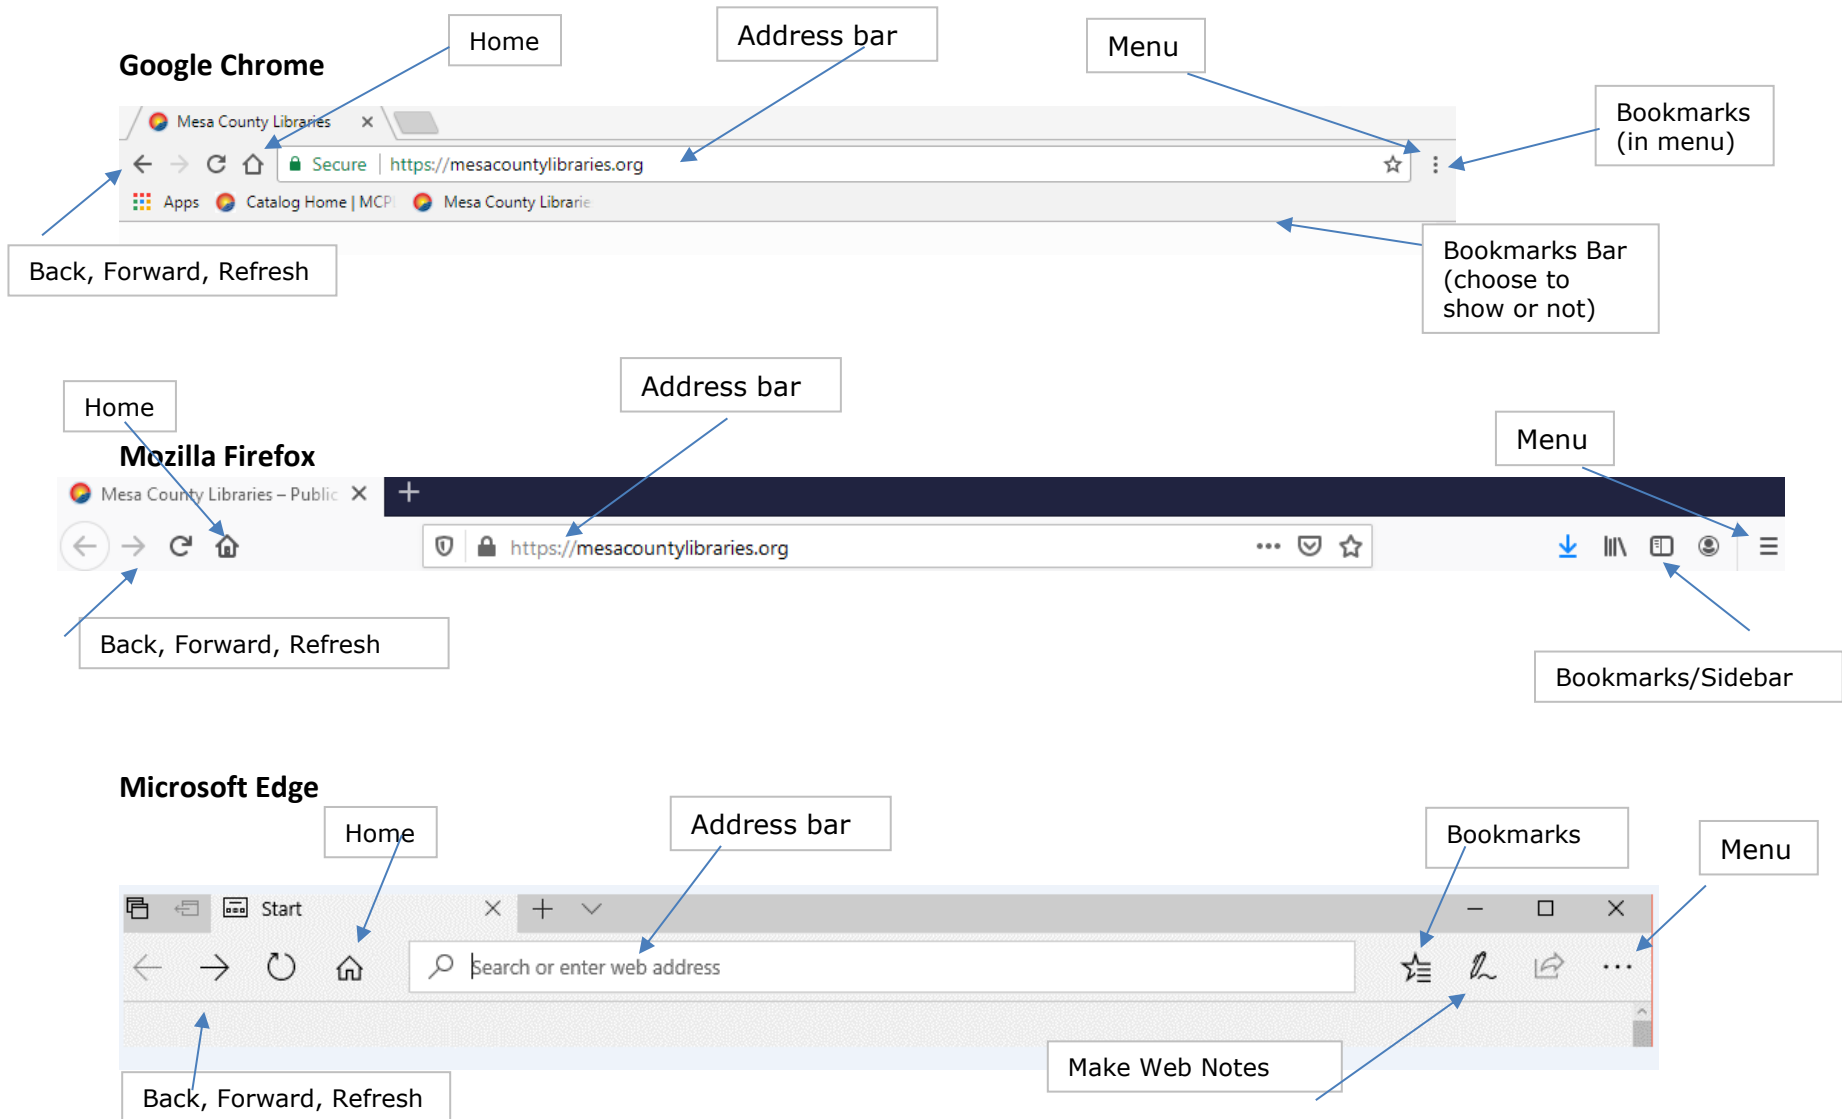 Home
Address bar
Menu
Google Chrome
Bookmarks
(in menu)
Mesa County Libraries
Secure
https://mesacountylibraries.org
Apps
Catalog Home | MCP
Mesa County Librarie
Back, Forward, Refresh
Bookmarks Bar
(choose to
show or not)
Address bar
Home
Menu
Mozilla Firefox
Mesa County Libraries – Public
https://mesacountylibraries.org
Back, Forward, Refresh
Bookmarks/Sidebar
Microsoft Edge
Home
Address bar
Bookmarks
Menu
Start
Search or enter web address
Make Web Notes
Back, Forward, Refresh